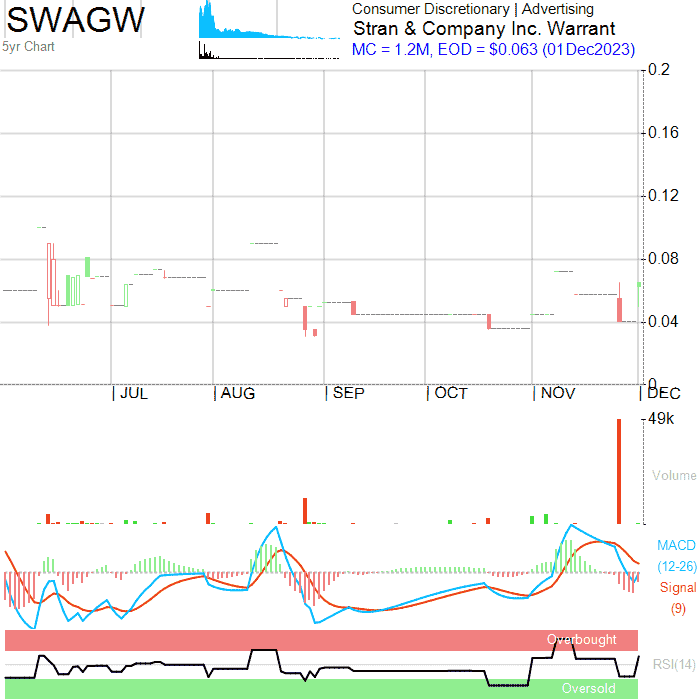 SWAGW
5yr Chart
Consumer Discretionary | Advertising
Stran & Company Inc. Warrant
MC = 1.2M, EOD = $0.063 (01Dec2023)
0.2
0.16
0.12
0.08
0.04
0
| JUL | AUG | SEP | OCT | NOV | DEC
49k
Volume
MACD
(12-26)
Signal
(9)
Overbought
RSI(14)
Oversold